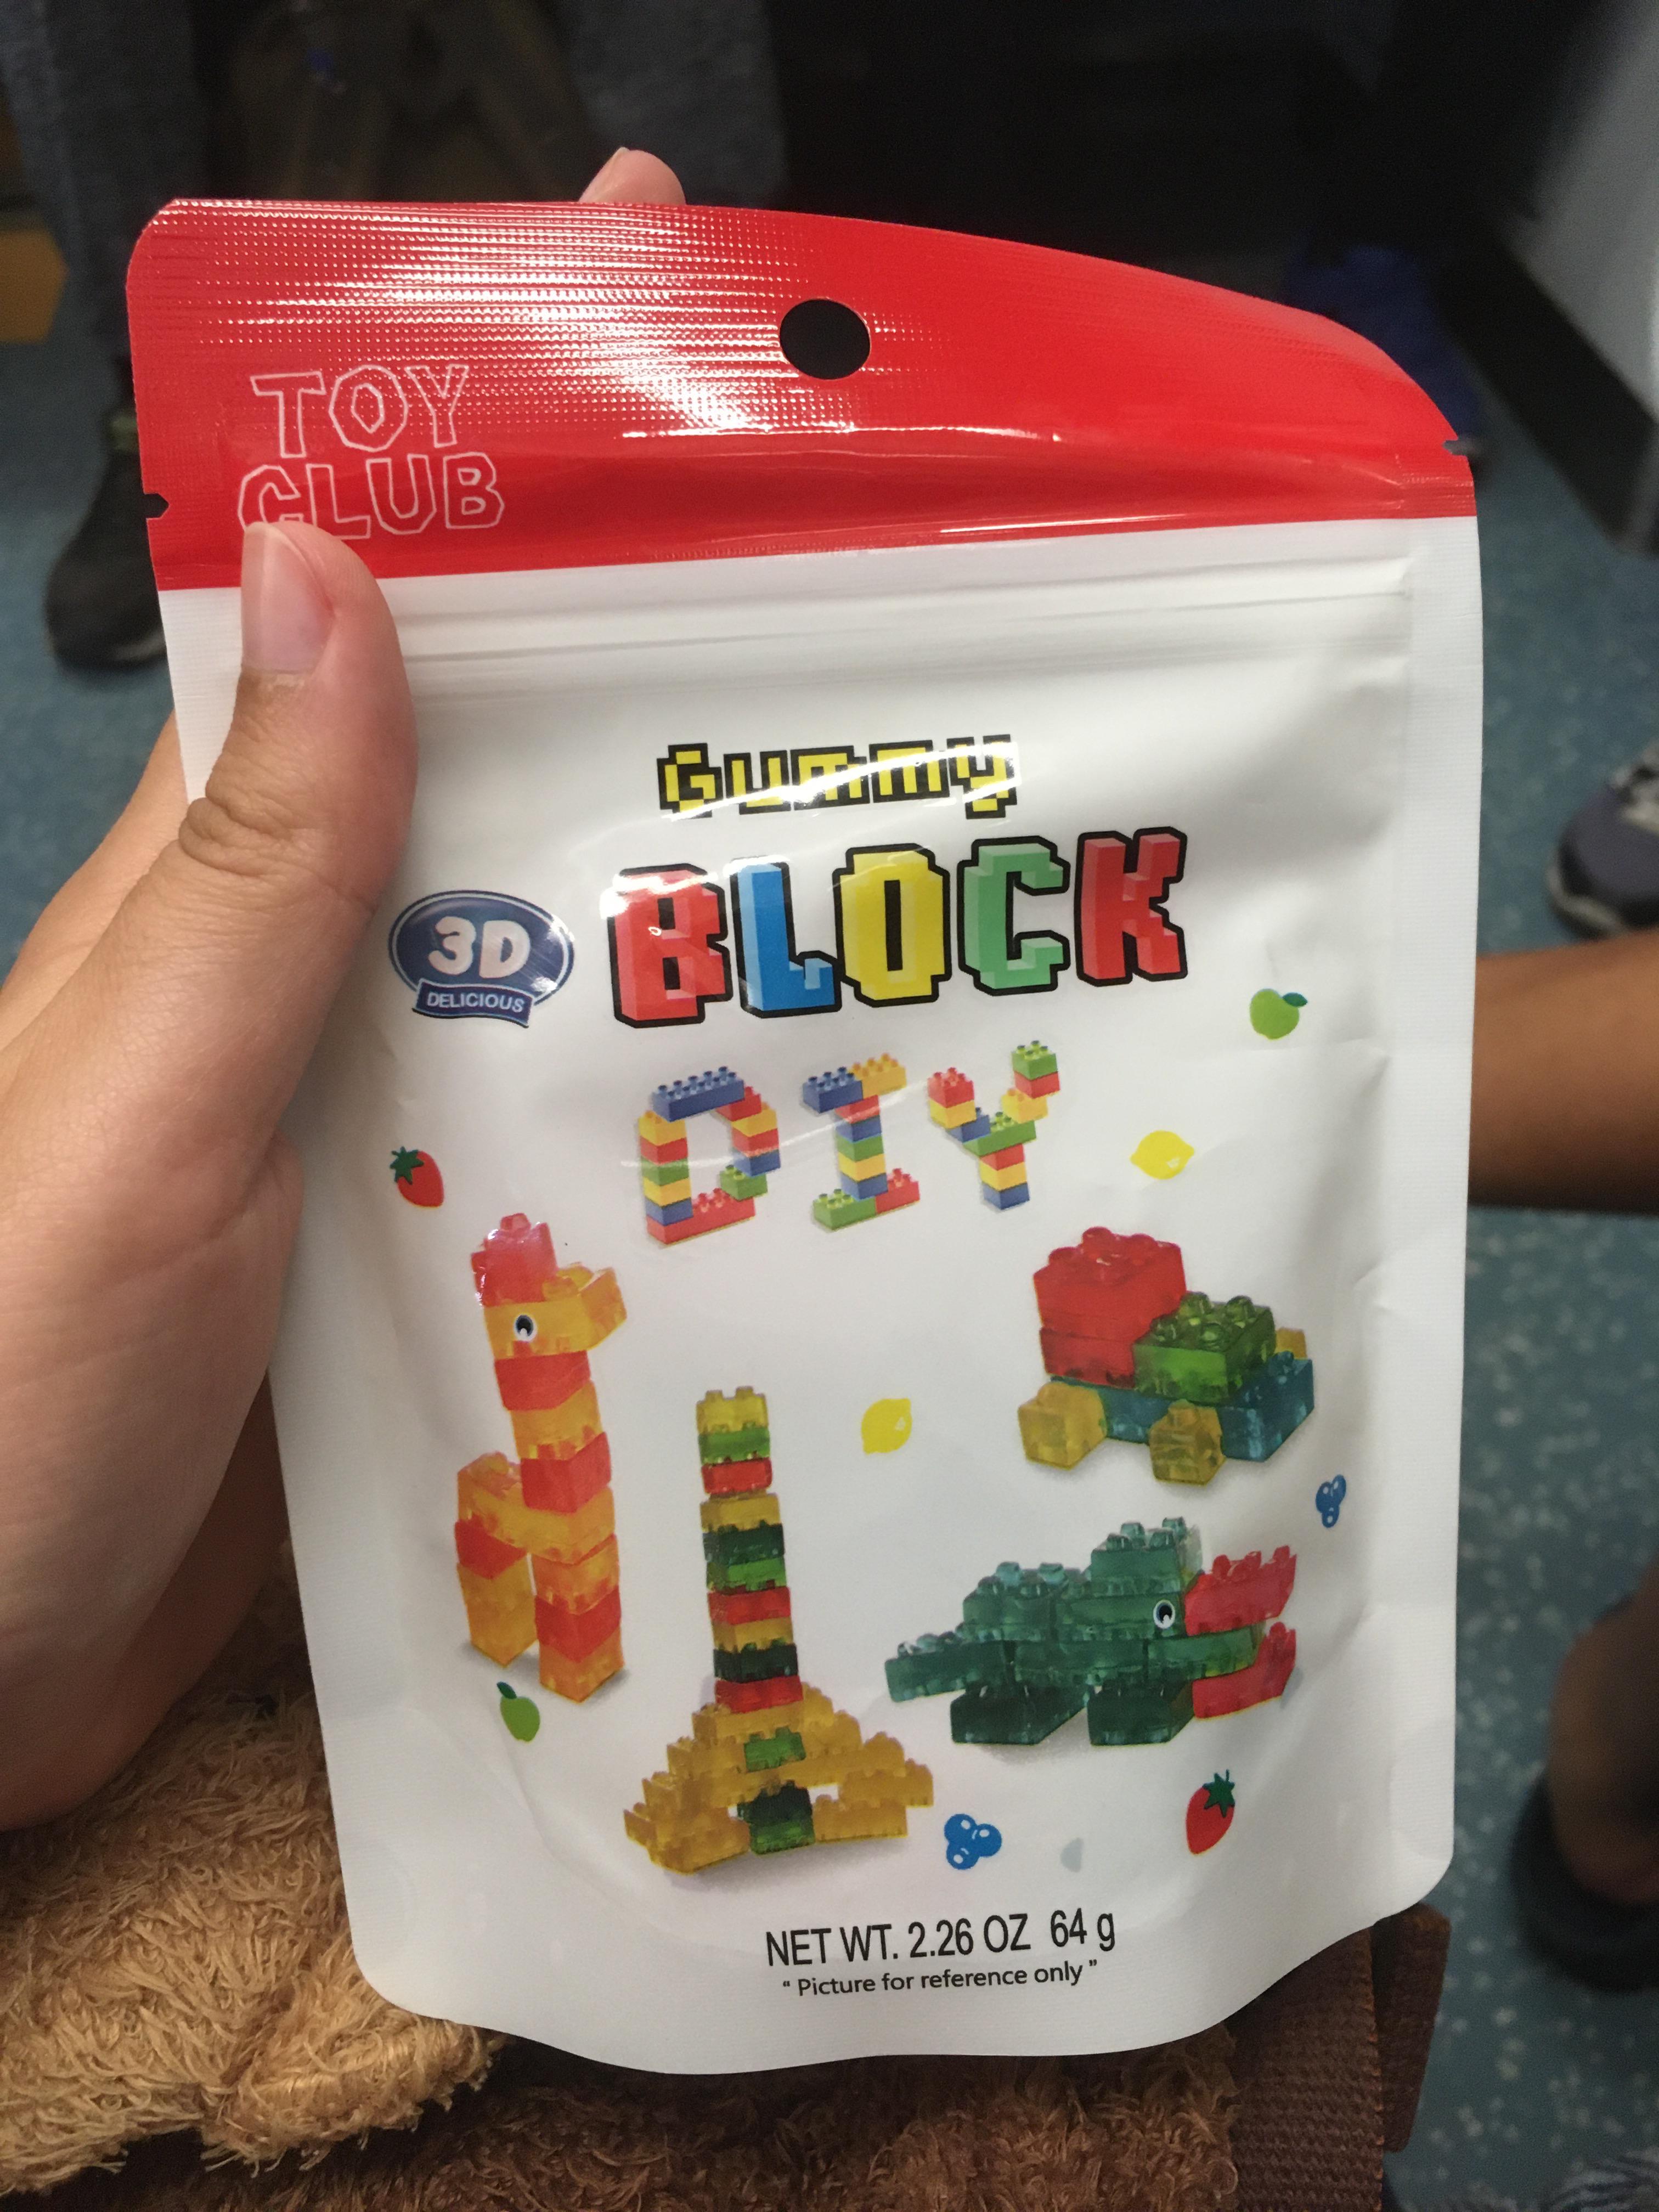 TOY
CLUB
Gummy
BLOCK
3D
DELICIOUS
DIY
NET WT. 2.26 OZ 64 g
“ Picture for reference only ”